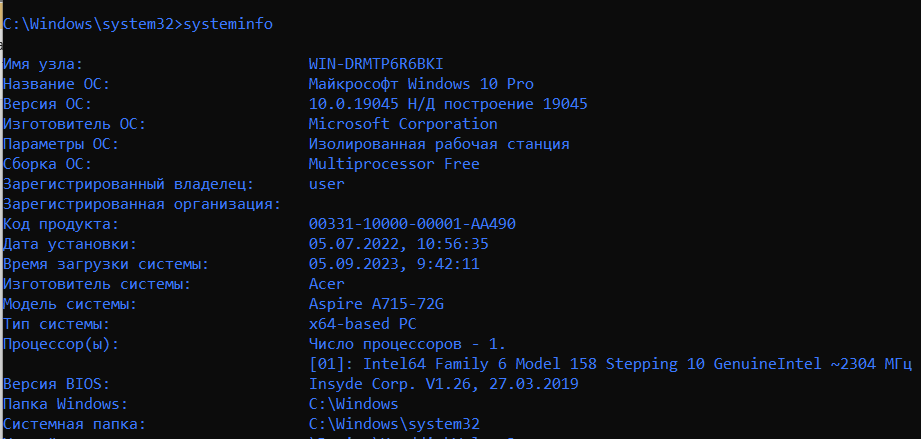 C:\Windows\system32>systeminfo
Имя узла: WIN-DRMTP6R6BKI
Название ОС: Майкрософт Windows 10 Pro
Версия ОС: 10.0.19045 Н/Д построение 19045
Изготовитель ОС: Microsoft Corporation
Параметры ОС: Изолированная рабочая станция
Сборка ОС: Multiprocessor Free
Зарегистрированный владелец: user
Зарегистрированная организация:
Код продукта: 00331-10000-00001-AA490
Дата установки: 05.07.2022, 10:56:35
Время загрузки системы: 05.09.2023, 9:42:11
Изготовитель системы: Acer
Модель системы: Aspire A715-72G
Тип системы: x64-based PC
Процессор(ы): Число процессоров - 1.
[01]: Intel64 Family 6 Model 158 Stepping 10 GenuineIntel ~2304 МГц
Версия BIOS: Insyde Corp. V1.26, 27.03.2019
Папка Windows: C:\Windows
Системная папка: C:\Windows\system32